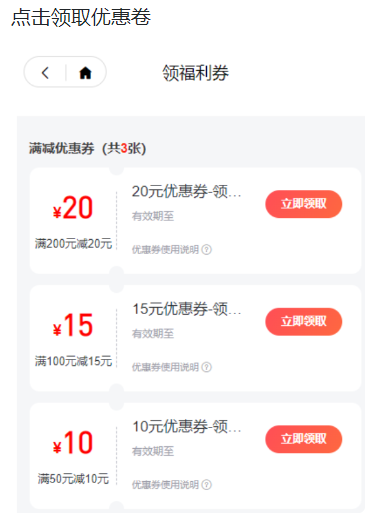 点击领取优惠卷
领福利券
满减优惠券（共3张）
¥20
满200元减20元
20元优惠券-领...
有效期至
优惠券使用说明 ?
立即领取
¥15
满100元减15元
15元优惠券-领...
有效期至
优惠券使用说明 ?
立即领取
¥10
满50元减10元
10元优惠券-领...
有效期至
优惠券使用说明 ?
立即领取